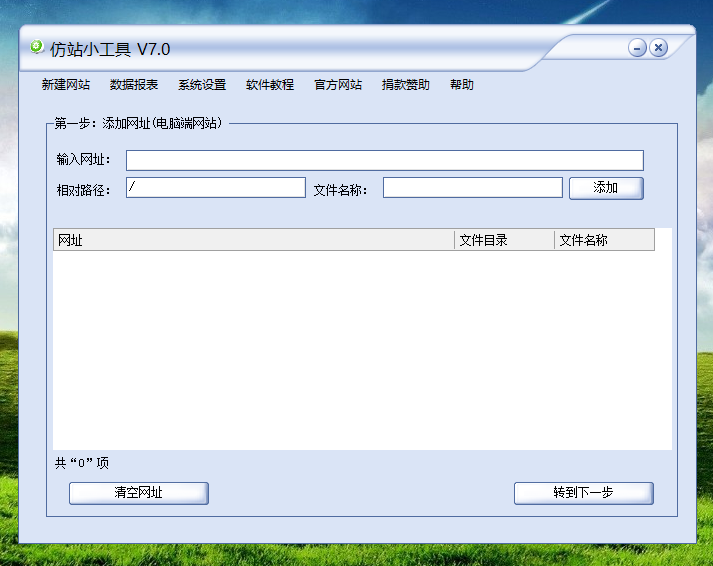 仿站小工具 V7.0
新建网站 数据报表 系统设置 软件教程 官方网站 捐款赞助 帮助
第一步：添加网址(电脑端网站)
输入网址：
相对路径： / 文件名称： 添加
网址 文件目录 文件名称
共“0”项
清空网址 转到下一步